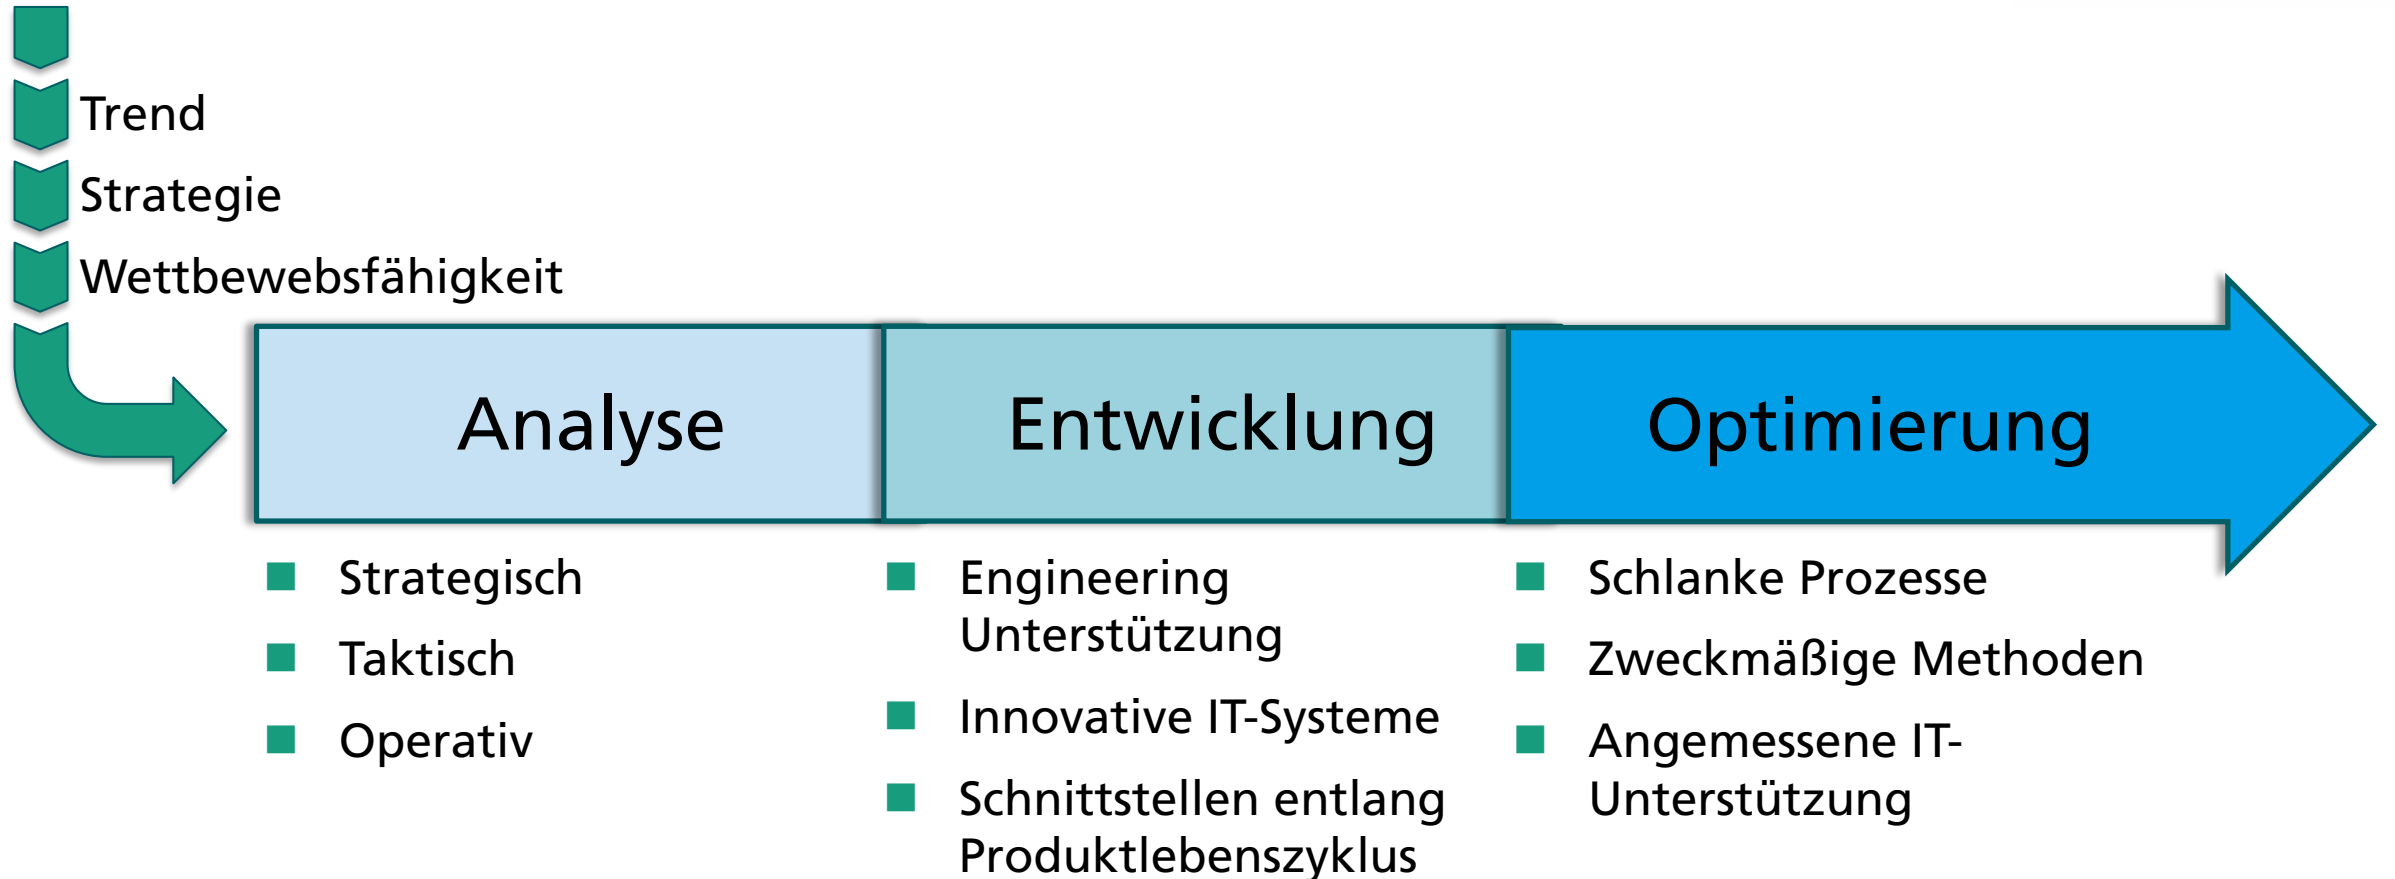 Trend
Strategie
Wettbewebsfähigkeit
Analyse
Strategisch
Taktisch
Operativ
Entwicklung
Engineering
Unterstützung
Innovative IT-Systeme
Schnittstellen entlang
Produktlebenszyklus
Optimierung
Schlanke Prozesse
Zweckmäßige Methoden
Angemessene IT-
Unterstützung